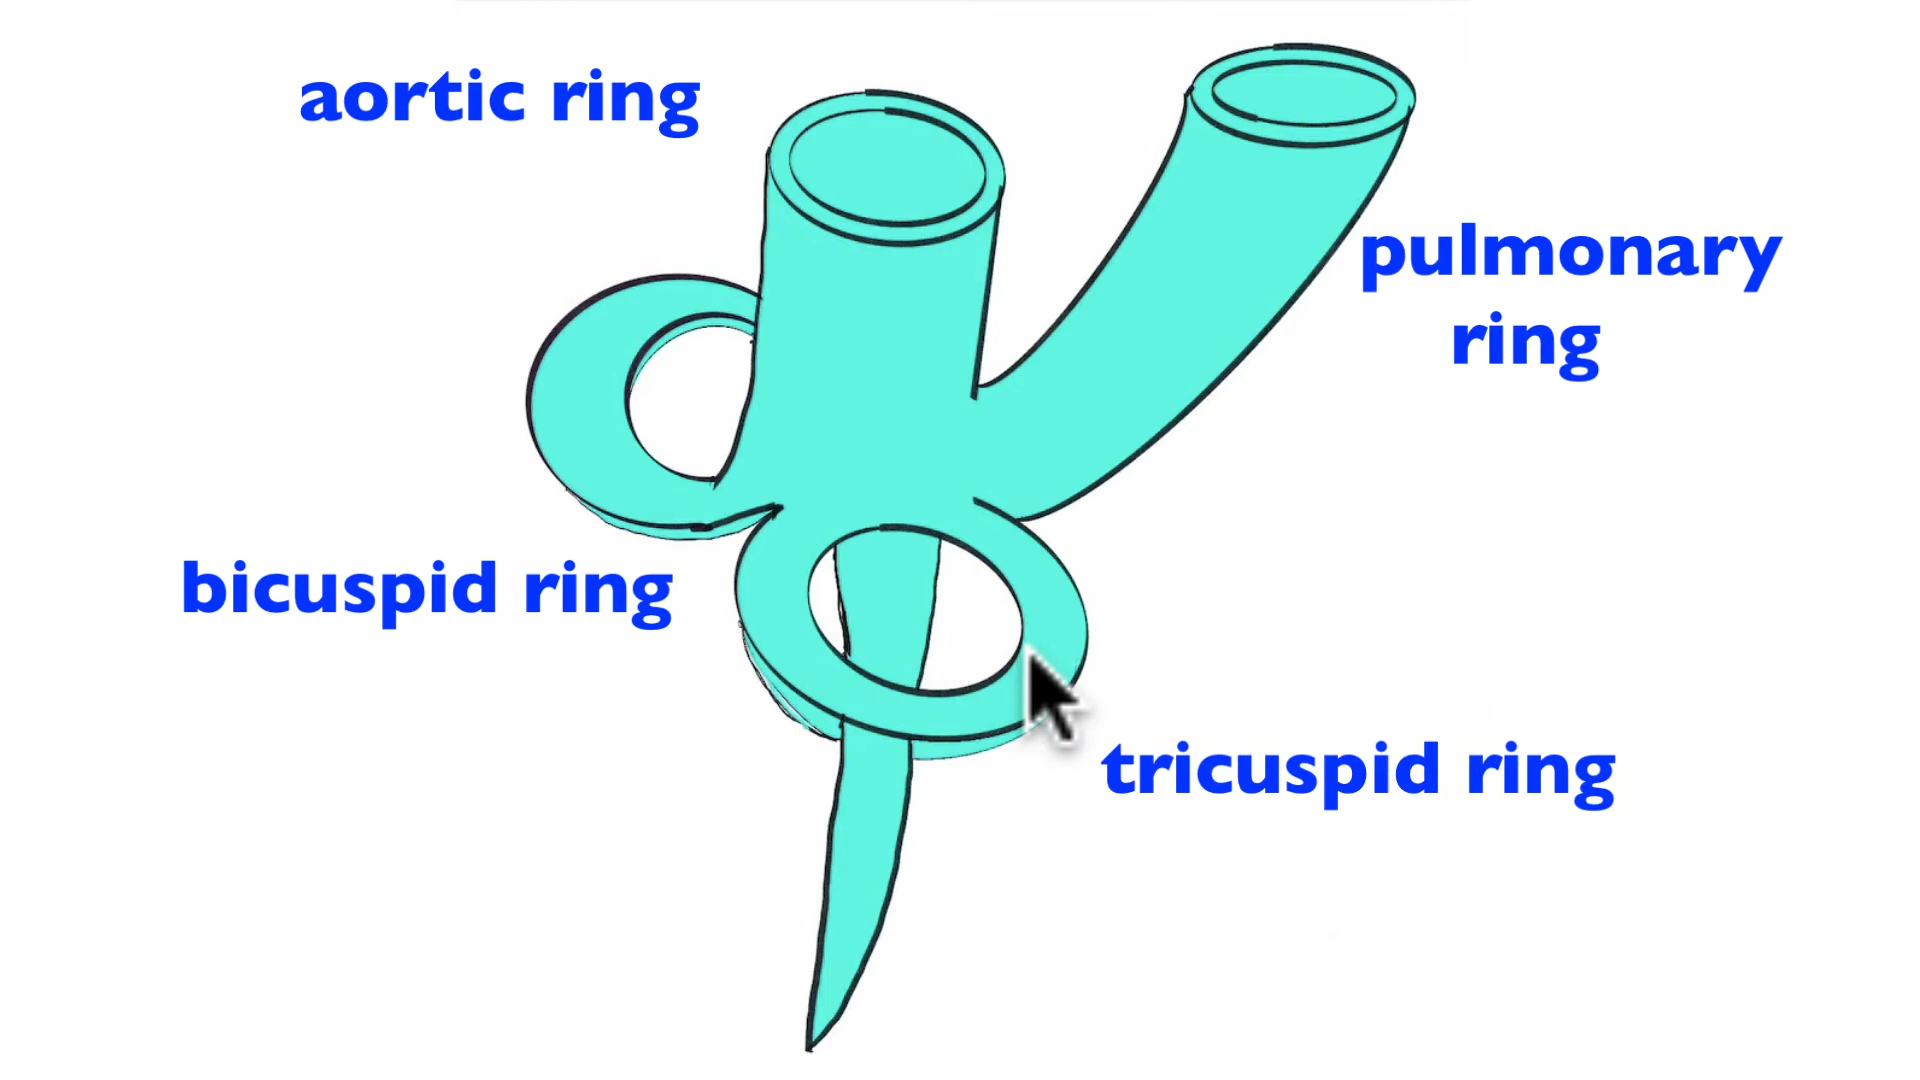 aortic ring
pulmonary
ring
bicuspid ring
tricuspid ring